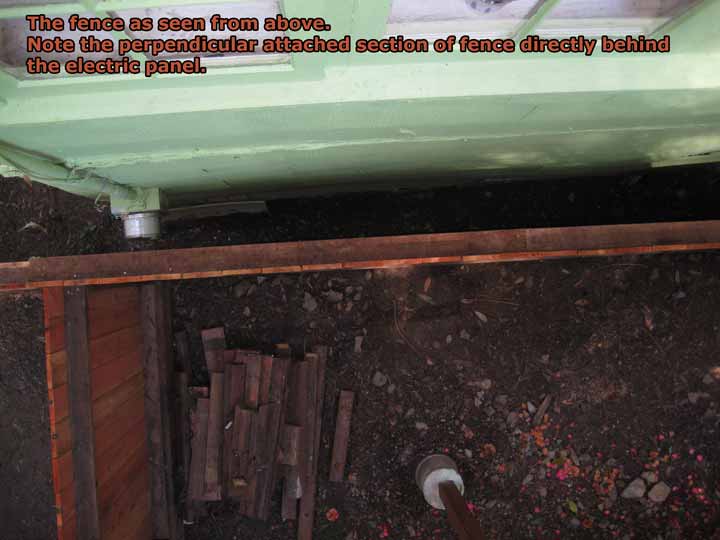 The fence as seen from above.
Note the perpendicular attached section of fence directly behind
the electric panel.